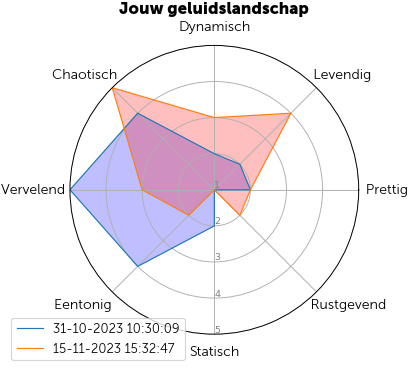 Jouw geluidslandschap
Dynamisch
Chaotisch
Levendig
Vervelend
Prettig
1
2
3
4
5
Eentonig
Rustgevend
Statisch
31-10-2023 10:30:09
15-11-2023 15:32:47